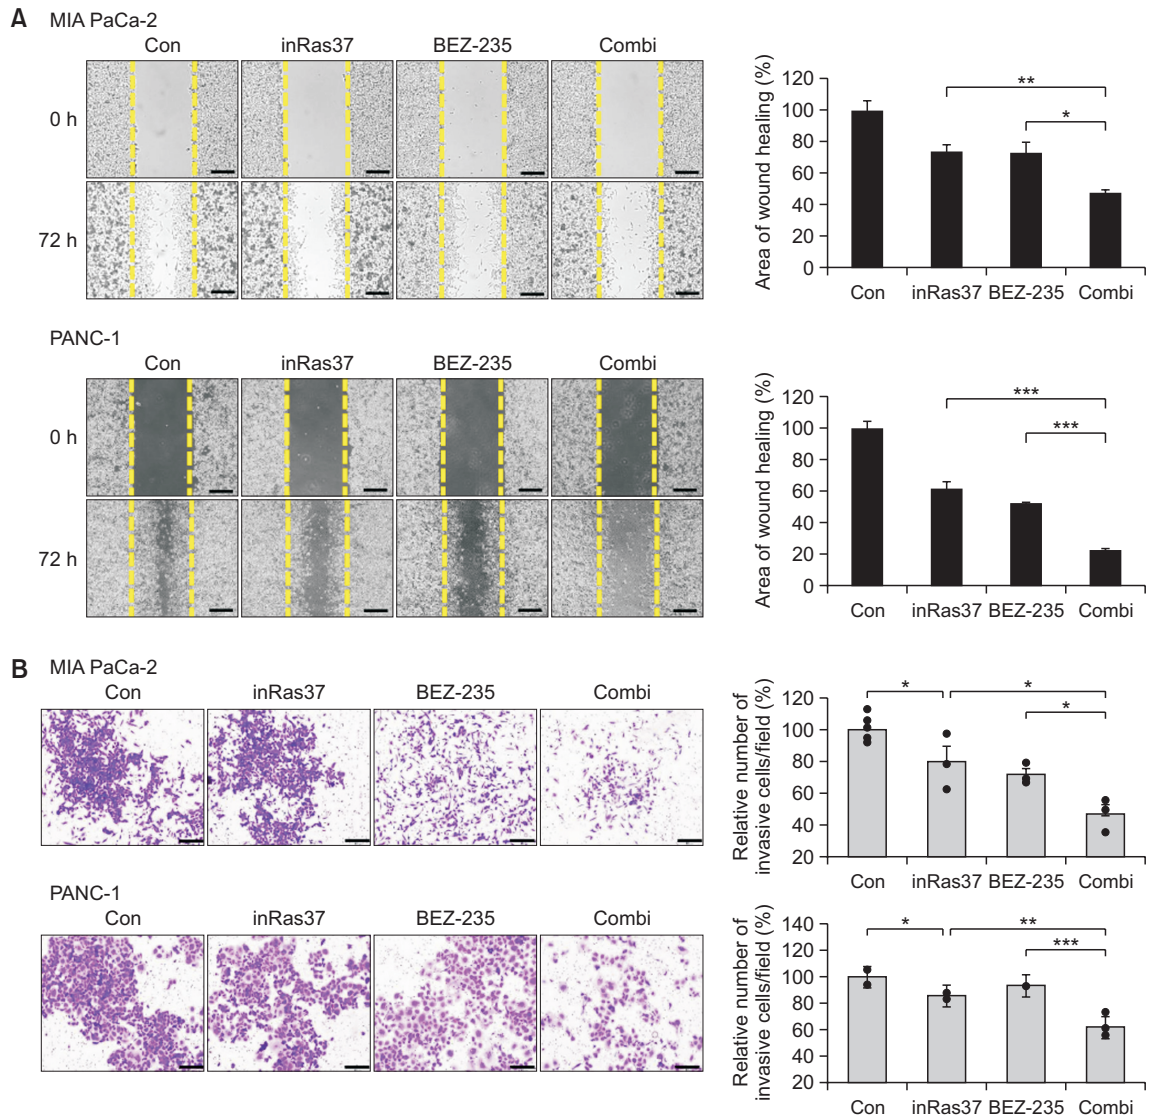 A MIA PaCa-2
Con inRas37 BEZ-235 Combi
0 h
72 h
Area of wound healing (%)
120
100
80
60
40
20
0
** 
*
Con inRas37 BEZ-235 Combi
PANC-1
Con inRas37 BEZ-235 Combi
0 h
72 h
Area of wound healing (%)
120
100
80
60
40
20
0
***
***
Con inRas37 BEZ-235 Combi
B MIA PaCa-2
Con inRas37 BEZ-235 Combi
Relative number of
invasive cells/field (%)
120
100
80
60
40
20
* *
*
Con inRas37 BEZ-235 Combi
PANC-1
Con inRas37 BEZ-235 Combi
Relative number of
invasive cells/field (%)
140
120
100
80
60
40
20
* **
***
Con inRas37 BEZ-235 Combi